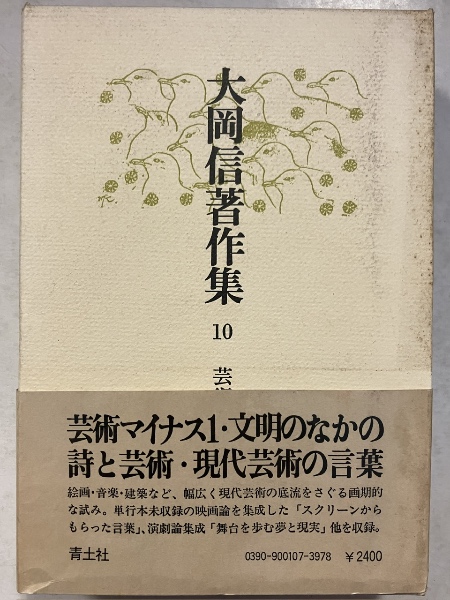 大岡信著作集
10
芸
芸術マイナス1・文明のなかの
詩と芸術・現代芸術の言葉
絵画・音楽・建築など、幅広く現代芸術の底流をさぐる画期的
な試み。単行本未収録の映画論を集成した「スクリーンから
もらった言葉」、演劇論集成「舞台を歩む夢と現実」他を収録。
青土社
0390-900107-3978
￥2400